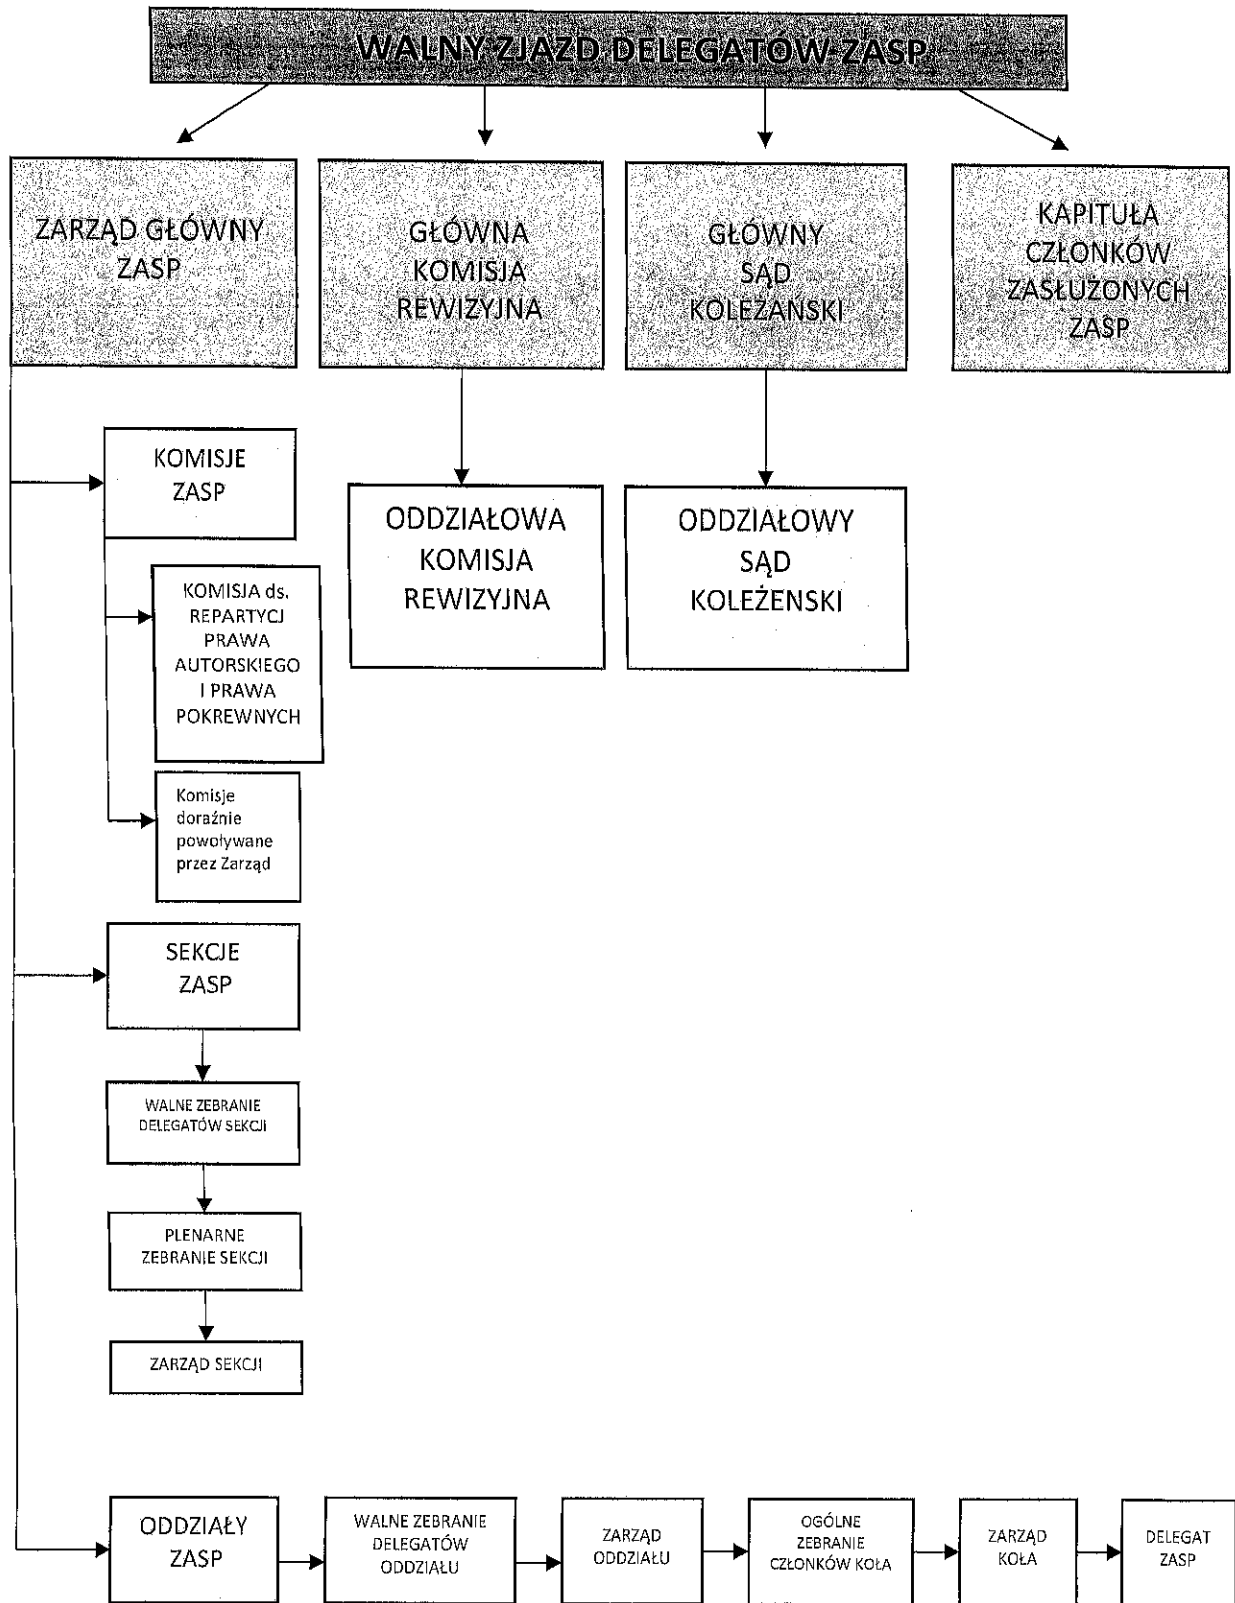 WALNY ZJAZD DELEGATÓW ZASP
ZARZĄD GŁÓWNY
ZASP
GŁÓWNA
KOMISJA
REWIZYJNA
GŁÓWNY
SĄD
KOLEŻAŃSKI
KAPITUŁA
CZŁONKÓW
ZASŁUŻONYCH
ZASP
KOMISJE
ZASP
ODDZIAŁOWA
KOMISJA
REWIZYJNA
ODDZIAŁOWY
SĄD
KOLEŻENSKI
KOMISJA ds.
REPARTYCJ
PRAWA
AUTORSKIEGO
I PRAWA
POKREWNYCH
Komisje
doraźnie
powoływane
przez Zarząd
SEKCJE
ZASP
WALNE ZEBRANIE
DELEGATÓW SEKCJI
PLENARNE
ZEBRANIE SEKCJI
ZARZĄD SEKCJI
ODDZIAŁY
ZASP
WALNE ZEBRANIE
DELEGATÓW
ODDZIAŁU
ZARZĄD
ODDZIAŁU
OGÓLNE
ZEBRANIE
CZŁONKÓW KOŁA
ZARZĄD
KOŁA
DELEGAT
ZASP